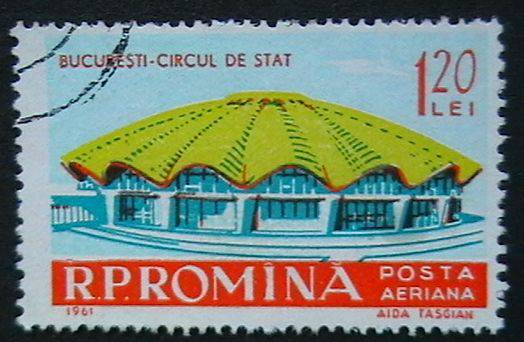 BUCUREȘTI-CIRCUL DE STAT
1.20
LEI
R.P.ROMÎNĂ
POSTA
AERIANA
1961
AIDA TASGIAN